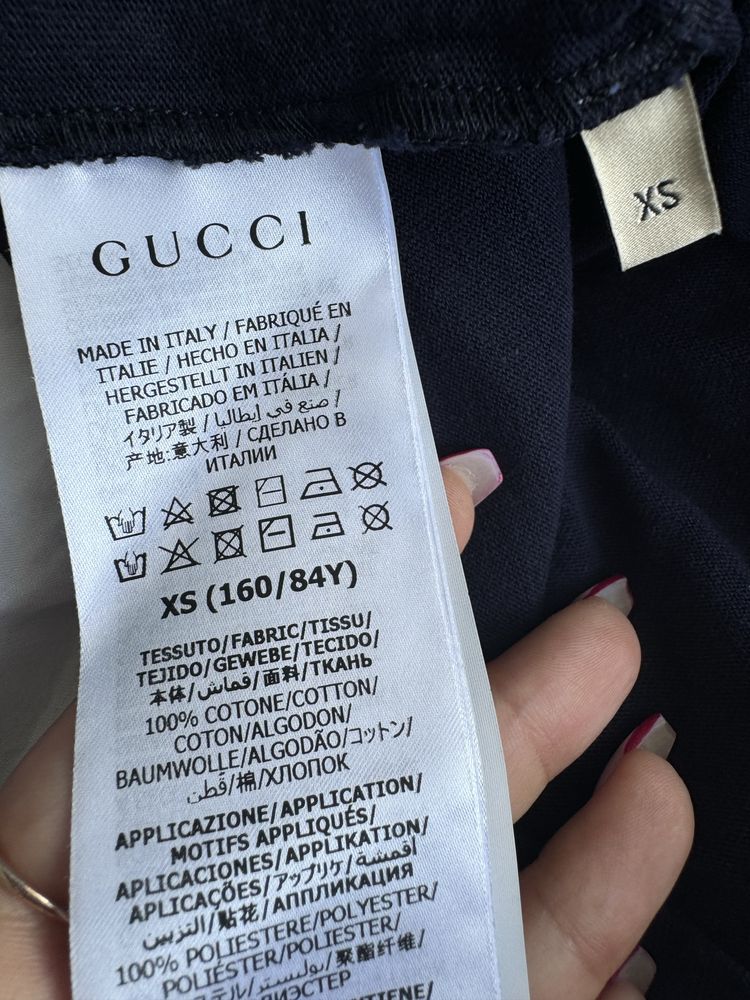 XS
GUCCI
MADE IN ITALY / FABRIQUÉ EN
ITALIE / HECHO EN ITALIA /
HERGESTELLT IN ITALIEN /
FABRICADO EM ITÁLIA /
イタリア製 / صنع في إيطاليا /
产地:意大利 / СДЕЛАНО В
ИТАЛИИ
XS (160/84Y)
TESSUTO/FABRIC/TISSU/
TEJIDO/GEWEBE/TECIDO/
本体/قماش/面料/ТКАНЬ
100% COTONE/COTTON/
COTON/ALGODON/
BAUMWOLLE/ALGODÃO/コットン/
قطن/棉/ХЛОПОК
APPLICAZIONE/APPLICATION/
MOTIFS APPLIQUÉS/
APLICACIONES/APPLIKATION/
APLICAÇÕES/アップリケ/أقمشة
التزيين/贴花/АППЛИКАЦИЯ
100% POLIESTERE/POLYESTER/
POLIÉSTER/POLIESTER/
بوليستر/聚酯纤维/